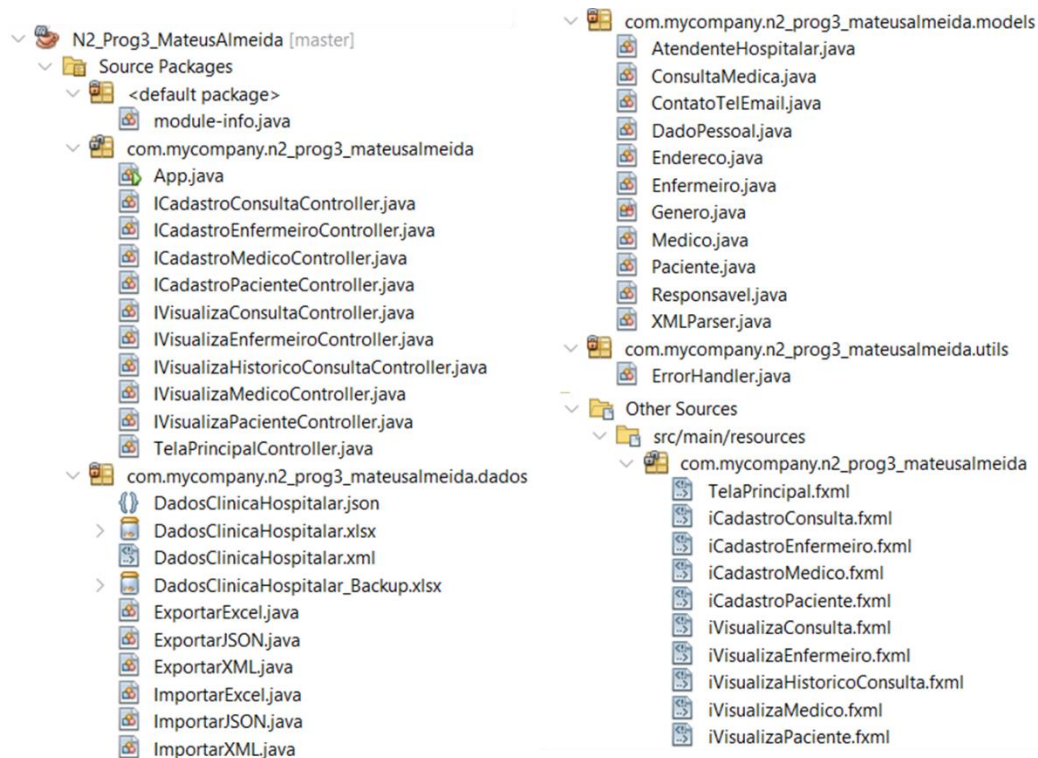 N2_Prog3_MateusAlmeida [master]
Source Packages
<default package>
module-info.java
com.mycompany.n2_prog3_mateusalmeida
App.java
ICadastroConsultaController.java
ICadastroEnfermeiroController.java
ICadastroMedicoController.java
ICadastroPacienteController.java
IVisualizaConsultaController.java
IVisualizaEnfermeiroController.java
IVisualizaHistoricoConsultaController.java
IVisualizaMedicoController.java
IVisualizaPacienteController.java
TelaPrincipalController.java
com.mycompany.n2_prog3_mateusalmeida.dados
DadosClinicaHospitalar.json
DadosClinicaHospitalar.xlsx
DadosClinicaHospitalar.xml
DadosClinicaHospitalar_Backup.xlsx
ExportarExcel.java
ExportarJSON.java
ExportarXML.java
ImportarExcel.java
ImportarJSON.java
ImportarXML.java
com.mycompany.n2_prog3_mateusalmeida.models
AtendenteHospitalar.java
ConsultaMedica.java
ContatoTelEmail.java
DadoPessoal.java
Endereco.java
Enfermeiro.java
Genero.java
Medico.java
Paciente.java
Responsavel.java
XMLParser.java
com.mycompany.n2_prog3_mateusalmeida.utils
ErrorHandler.java
Other Sources
src/main/resources
com.mycompany.n2_prog3_mateusalmeida
TelaPrincipal.fxml
iCadastroConsulta.fxml
iCadastroEnfermeiro.fxml
iCadastroMedico.fxml
iCadastroPaciente.fxml
iVisualizaConsulta.fxml
iVisualizaEnfermeiro.fxml
iVisualizaHistoricoConsulta.fxml
iVisualizaMedico.fxml
iVisualizaPaciente.fxml